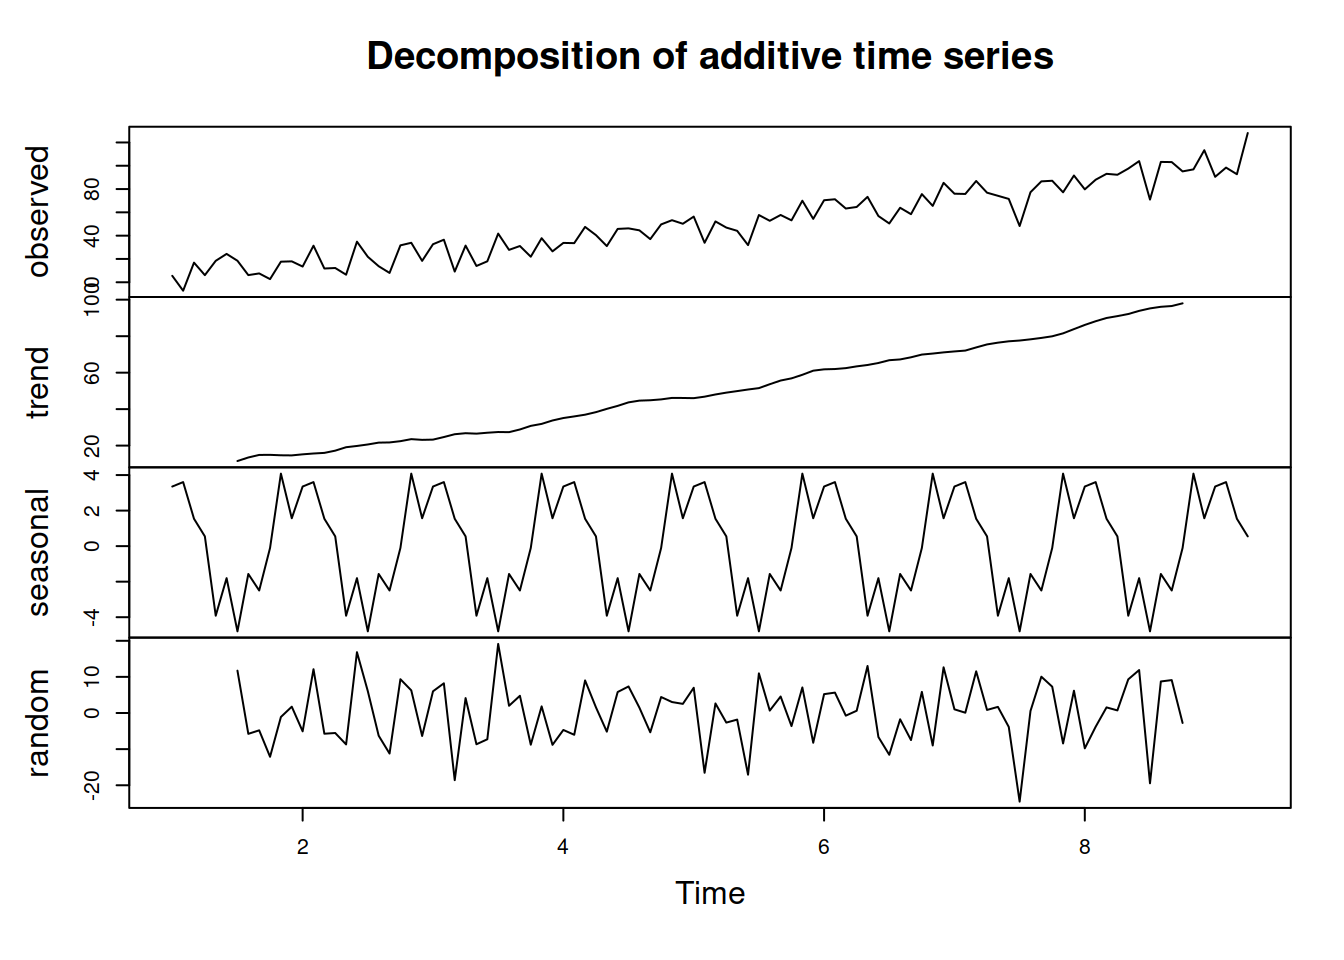 Decomposition of additive time series
observed
0 40 80
trend
20 60 100
seasonal
-4 0 2 4
random
-20 0 10
2 4 6 8
Time